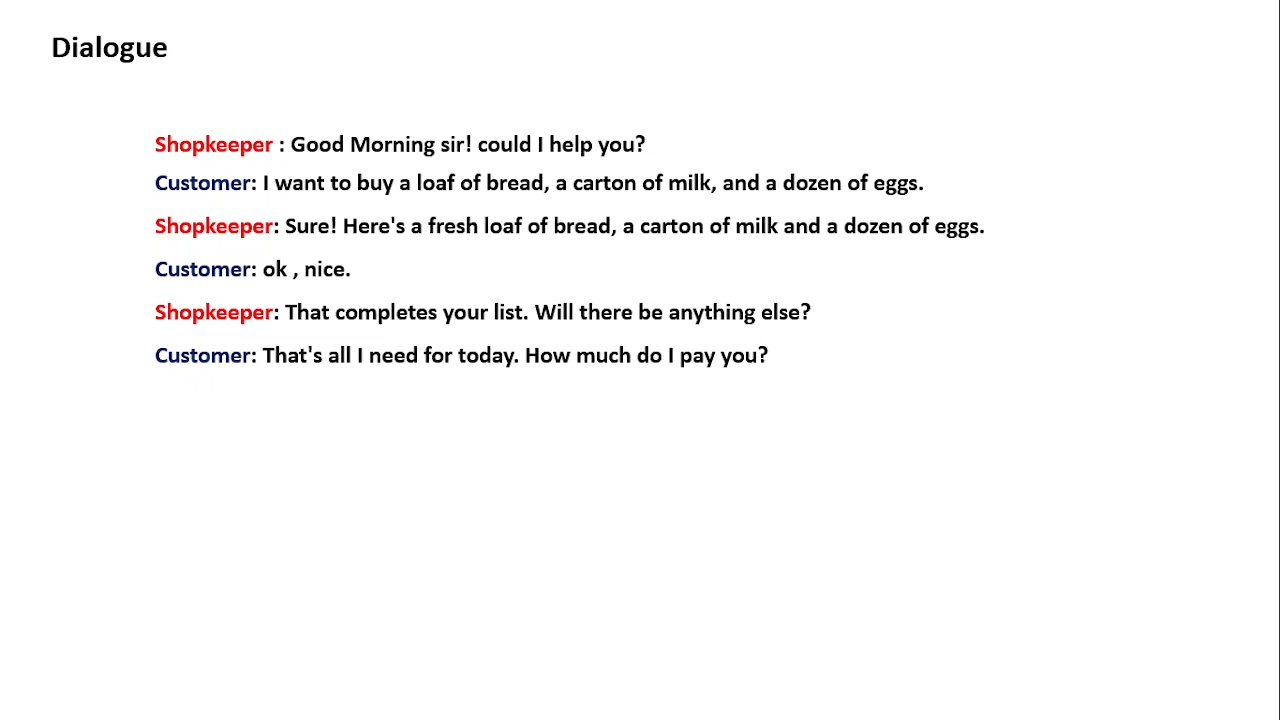 Dialogue
Shopkeeper : Good Morning sir! could I help you?
Customer: I want to buy a loaf of bread, a carton of milk, and a dozen of eggs.
Shopkeeper: Sure! Here's a fresh loaf of bread, a carton of milk and a dozen of eggs.
Customer: ok , nice.
Shopkeeper: That completes your list. Will there be anything else?
Customer: That's all I need for today. How much do I pay you?